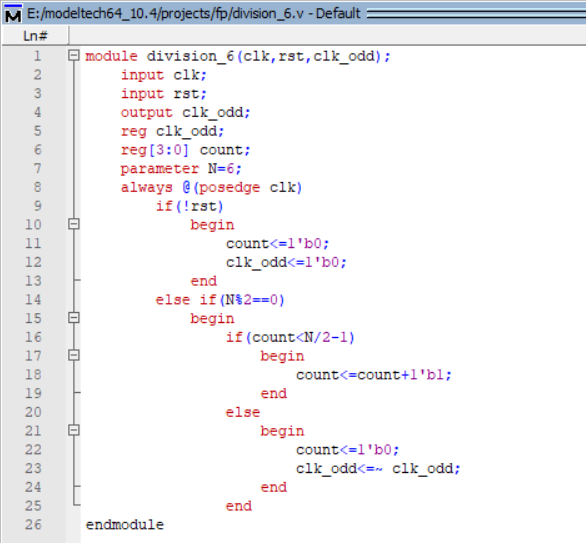 E:/modeltech64_10.4/projects/fp/division_6.v - Default
Ln#
1 module division_6(clk,rst,clk_odd);
2 input clk;
3 input rst;
4 output clk_odd;
5 reg clk_odd;
6 reg[3:0] count;
7 parameter N=6;
8 always @(posedge clk)
9 if(!rst)
10 begin
11 count<=1'b0;
12 clk_odd<=1'b0;
13 end
14 else if(N%2==0)
15 begin
16 if(count<N/2-1)
17 begin
18 count<=count+1'b1;
19 end
20 else
21 begin
22 count<=1'b0;
23 clk_odd<=~ clk_odd;
24 end
25 end
26 endmodule